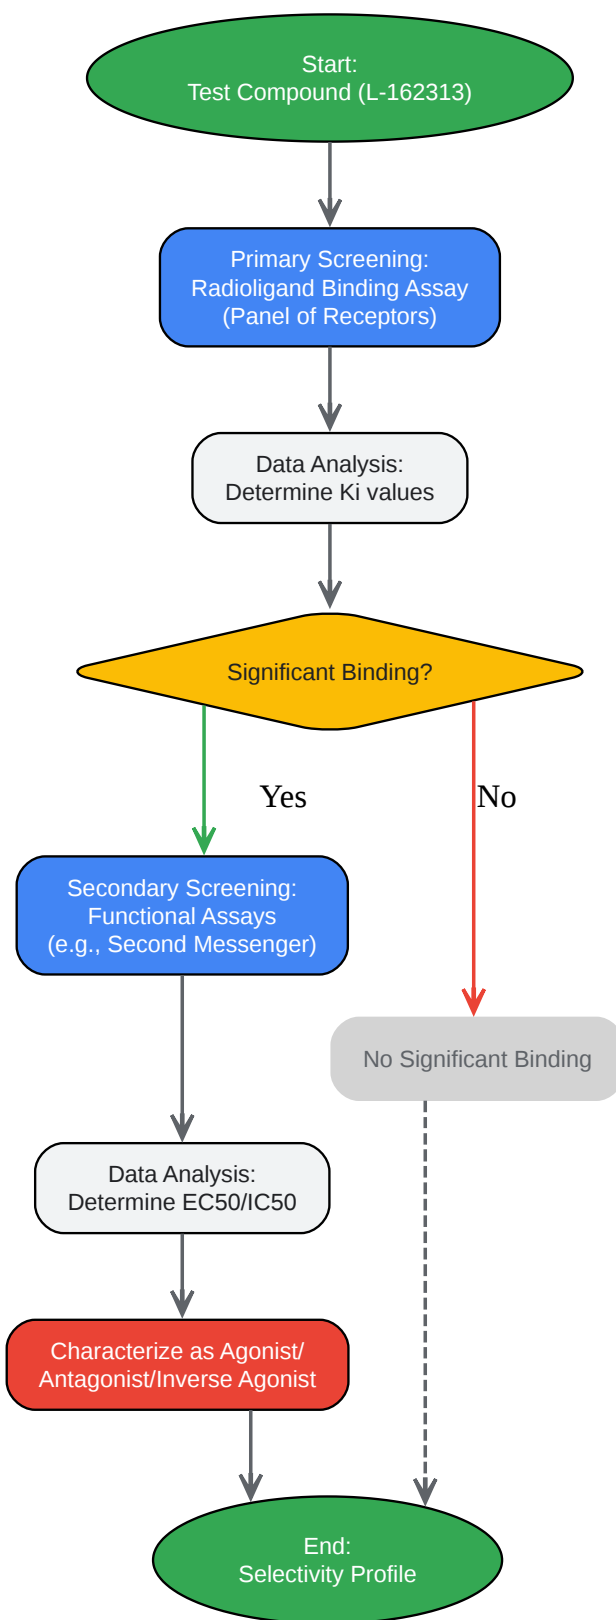 Start:
Test Compound (L-162313)
Primary Screening:
Radioligand Binding Assay
(Panel of Receptors)
Data Analysis:
Determine Ki values
Significant Binding?
Yes
No
Secondary Screening:
Functional Assays
(e.g., Second Messenger)
No Significant Binding
Data Analysis:
Determine EC50/IC50
Characterize as Agonist/
Antagonist/Inverse Agonist
End:
Selectivity Profile